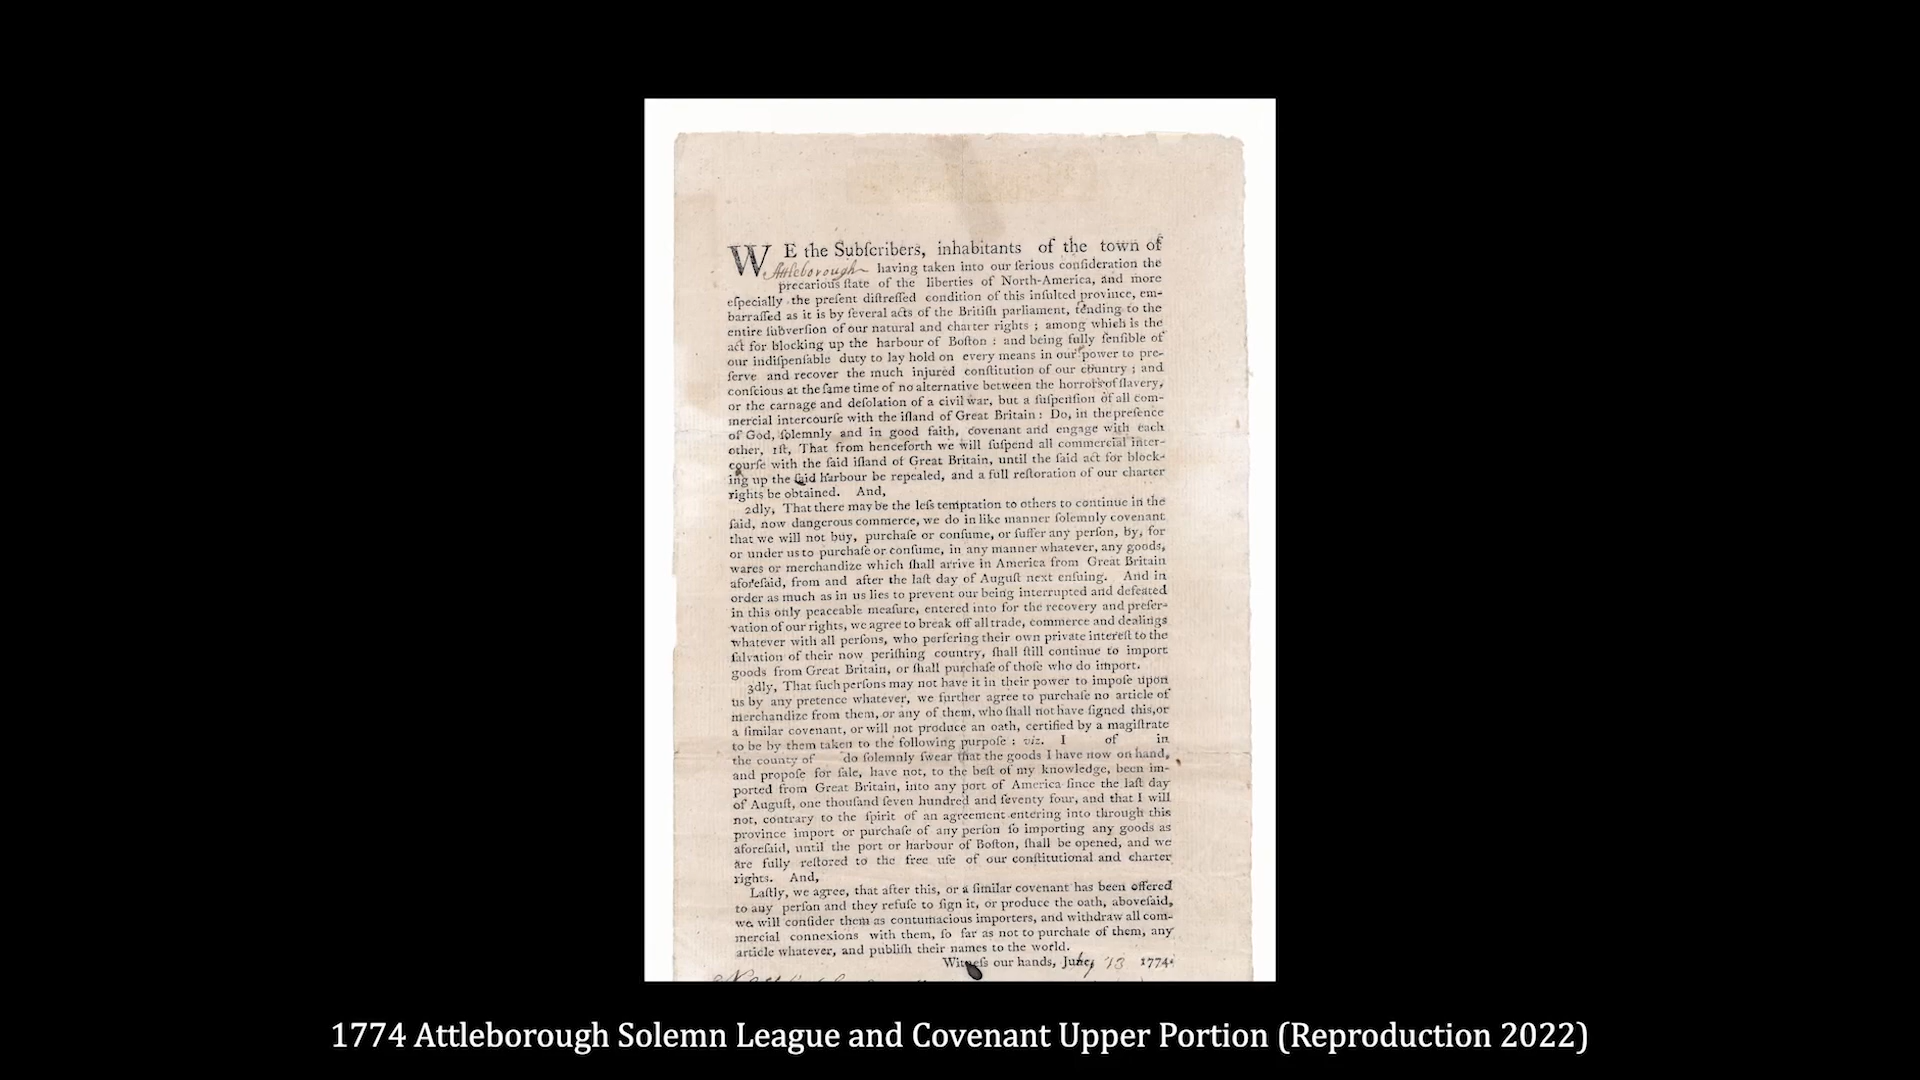 WE the Subſcribers, inhabitants of the town of
Attleborough having taken into our ſerious conſideration the
precarious ſtate of the liberties of North-America, and more
eſpecially the preſent diſtreſſed condition of this inſulted province, em-
barraſſed as it is by ſeveral acts of the Britiſh parliament, tending to the
entire ſubverſion of our natural and charter rights ; among which is the
act for blocking up the harbour of Boſton : and being fully ſenſible of
our indiſpenſable duty to lay hold on every means in our power to pre-
ſerve and recover the much injured conſtitution of our country ; and
conſcious at the ſame time of no alternative between the horrors of ſlavery,
or the carnage and deſolation of a civil war, but a ſuſpenſion of all com-
mercial intercourſe with the iſland of Great Britain : Do, in the preſence
of God, ſolemnly and in good faith, covenant and engage with each
other, 1ſt, That from henceforth we will ſuſpend all commercial inter-
courſe with the ſaid iſland of Great Britain, until the ſaid act for block-
ing up the ſaid harbour be repealed, and a full reſtoration of our charter
rights be obtained. And,
2dly, That there may be the leſs temptation to others to continue in the
ſaid, now dangerous commerce, we do in like manner ſolemnly covenant
that we will not buy, purchaſe or conſume, or ſuffer any perſon, by, for
or under us to purchaſe or conſume, in any manner whatever, any goods,
wares or merchandize which ſhall arrive in America from Great Britain
aforeſaid, from and after the laſt day of Auguſt next enſuing. And in
order as much as in us lies to prevent our being interrupted and defeated
in this only peaceable meaſure, entered into for the recovery and preſer-
vation of our rights, we agree to break off all trade, commerce and dealings
whatever with all perſons, who perſering their own private intereſt to the
ſalvation of their now periſhing country, ſhall ſtill continue to import
goods from Great Britain, or ſhall purchaſe of thoſe who do import.
3dly, That ſuch perſons may not have it in their power to impoſe upon
us by any pretence whatever, we further agree to purchaſe no article of
merchandize from them, or any of them, who ſhall not have ſigned this, or
a ſimilar covenant, or will not produce an oath, certified by a magiſtrate
to be by them taken to the following purpoſe : viz. I of in
the county of do ſolemnly ſwear that the goods I have now on hand,
and propoſe for ſale, have not, to the beſt of my knowledge, been im-
ported from Great Britain, into any port of America ſince the laſt day
of Auguſt, one thouſand ſeven hundred and ſeventy four, and that I will
not, contrary to the ſpirit of an agreement entering into through this
province import or purchaſe of any perſon ſo importing any goods as
aforeſaid, until the port or harbour of Boſton, ſhall be opened, and we
are fully reſtored to the free uſe of our conſtitutional and charter
rights. And,
Laſtly, we agree, that after this, or a ſimilar covenant has been offered
to any perſon and they refuſe to ſign it, or produce the oath, aboveſaid,
we will conſider them as contumacious importers, and withdraw all com-
mercial connexions with them, ſo far as not to purchaſe of them, any
article whatever, and publiſh their names to the world.
Witneſs our hands, July 13 1774.
1774 Attleborough Solemn League and Covenant Upper Portion (Reproduction 2022)